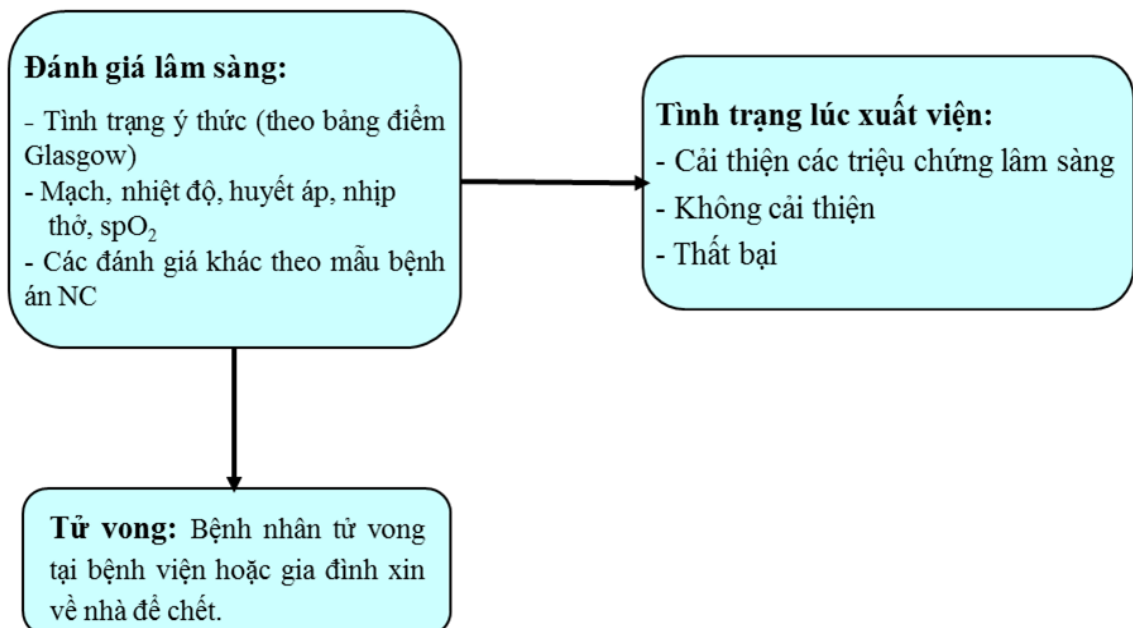 Đánh giá lâm sàng:
- Tình trạng ý thức (theo bảng điểm
Glasgow)
- Mạch, nhiệt độ, huyết áp, nhịp
thở, spO₂
- Các đánh giá khác theo mẫu bệnh
án NC
Tình trạng lúc xuất viện:
- Cải thiện các triệu chứng lâm sàng
- Không cải thiện
- Thất bại
Tử vong: Bệnh nhân tử vong
tại bệnh viện hoặc gia đình xin
về nhà để chết.